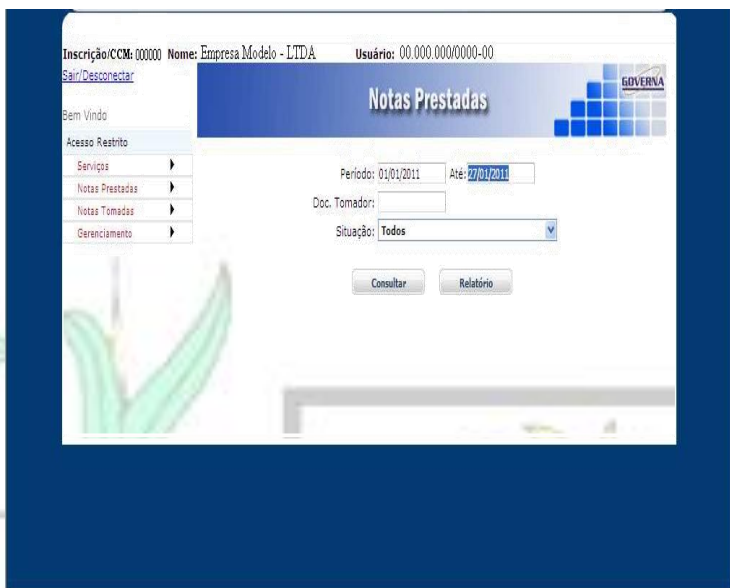 Inscrição/CCM: 000000 Nome: Empresa Modelo - LTDA Usuário: 00.000.000/0000-00
Sair/Desconectar
GOVERNA
Notas Prestadas
Bem Vindo
Acesso Restrito
Serviços
Notas Prestadas
Notas Tomadas
Gerenciamento
Período: 01/01/2011 Até: 27/01/2011
Doc. Tomador:
Situação: Todos
Consultar Relatório